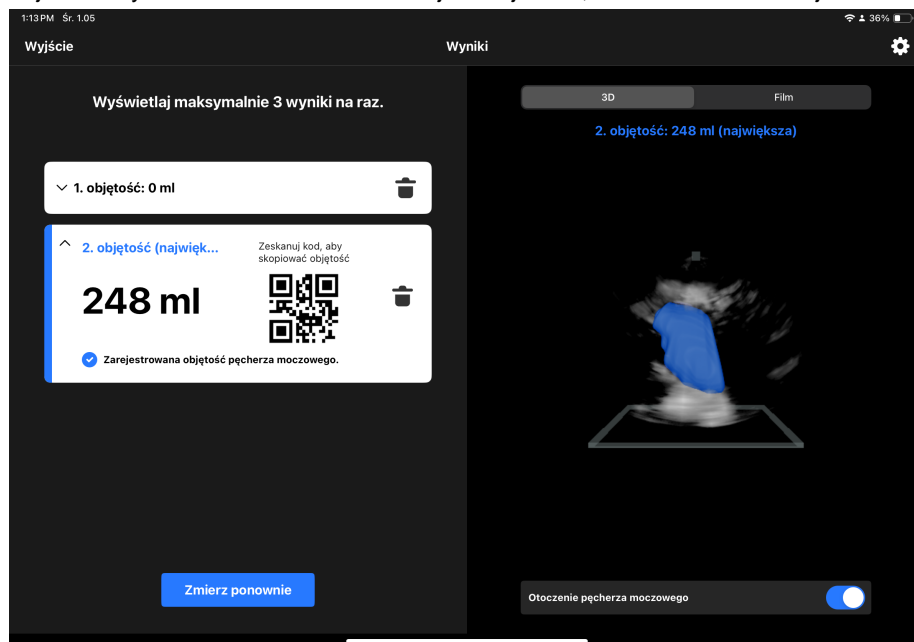 1:13 PM Śr. 1.05
36%
Wyjście
Wyniki
Wyświetlaj maksymalnie 3 wyniki na raz.
1. objętość: 0 ml
2. objętość (najwięk...
Zeskanuj kod, aby
skopiować objętość
248 ml
Zarejestrowana objętość pęcherza moczowego.
Zmierz ponownie
3D
Film
2. objętość: 248 ml (największa)
Otoczenie pęcherza moczowego